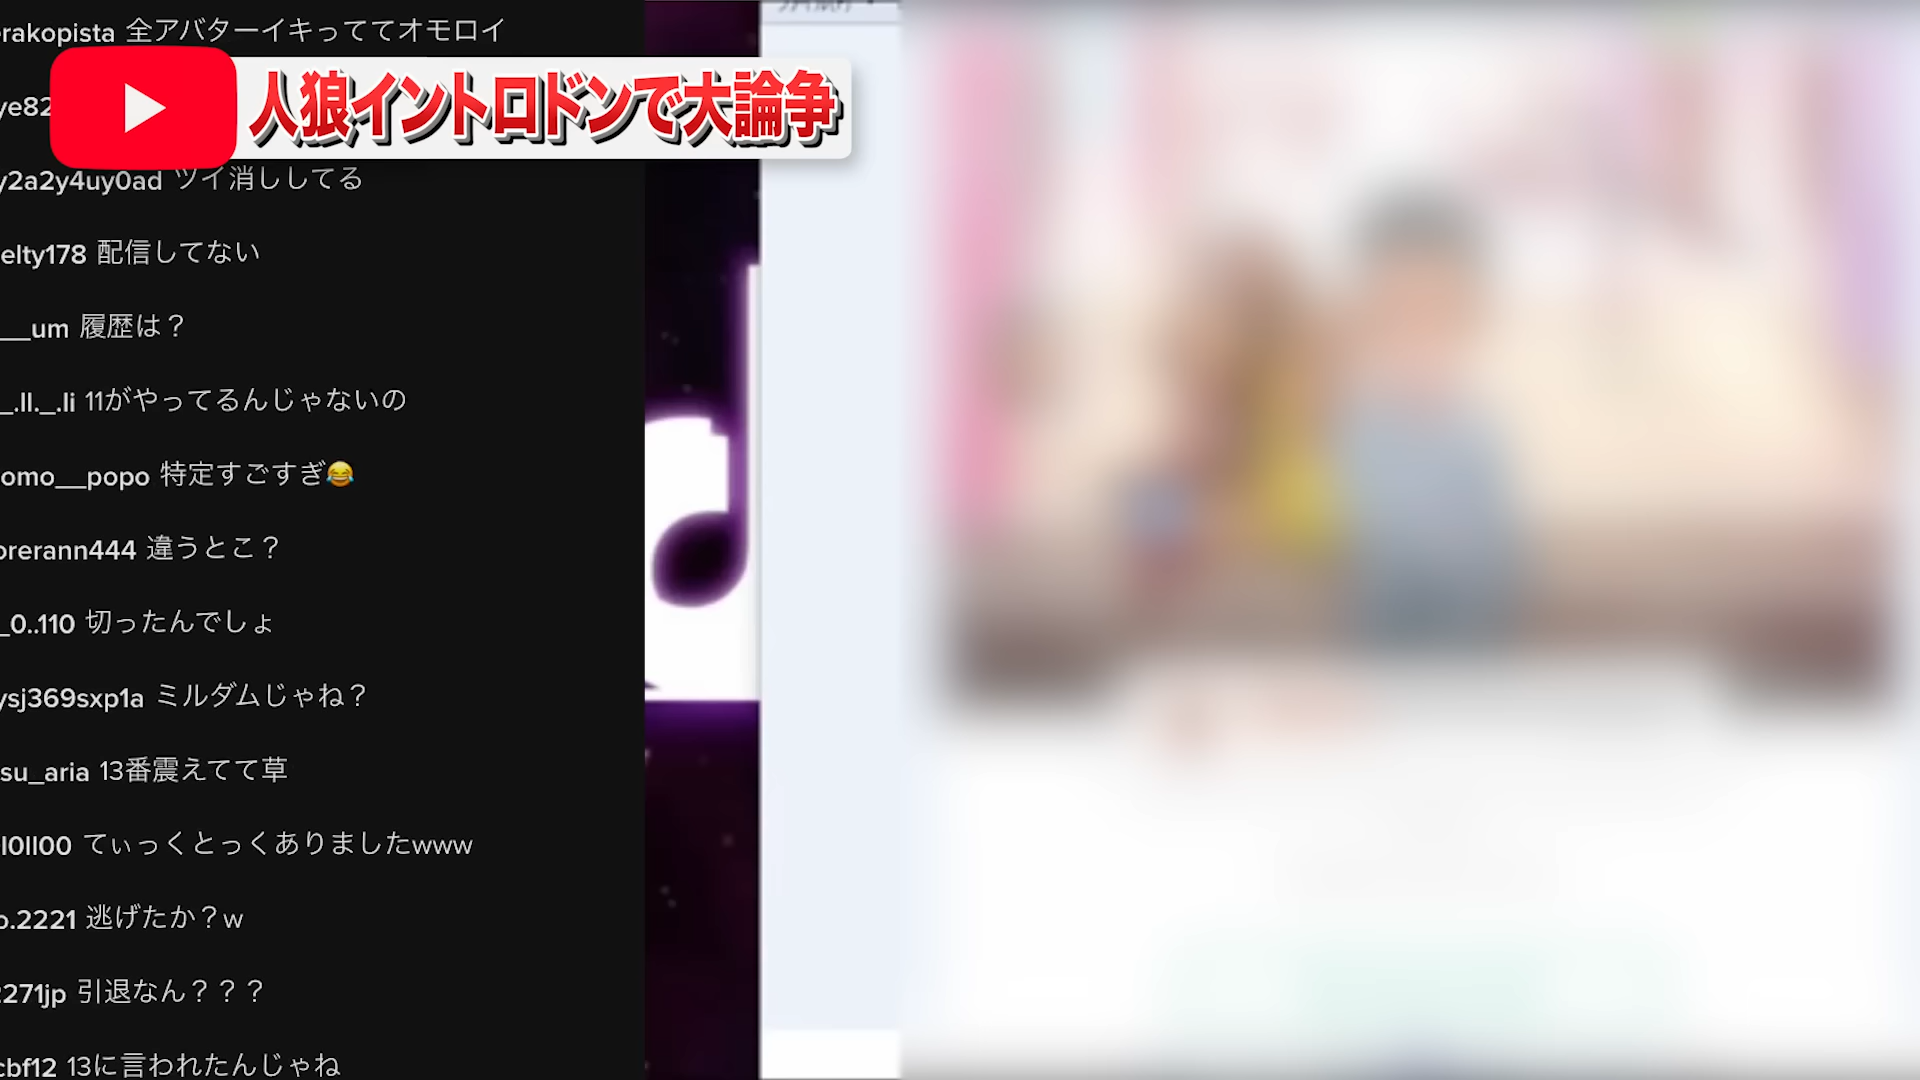 rakopista 全アバターイキっててオモロイ
人狼イントロドンで大論争
ye82
y2a2y4uy0ad ツイ消ししてる
elty178 配信してない
__um 履歴は？
_.ll._.li 11がやってるんじゃないの
omo__popo 特定すごすぎ😂
orerann444 違うとこ？
_0..110 切ったんでしょ
ysj369sxp1a ミルダムじゃね？
su_aria 13番震えてて草
l0ll00 てぃっくとっくありましたwww
o.2221 逃げたか？w
271jp 引退なん？？？
cbf12 13に言われたんじゃね